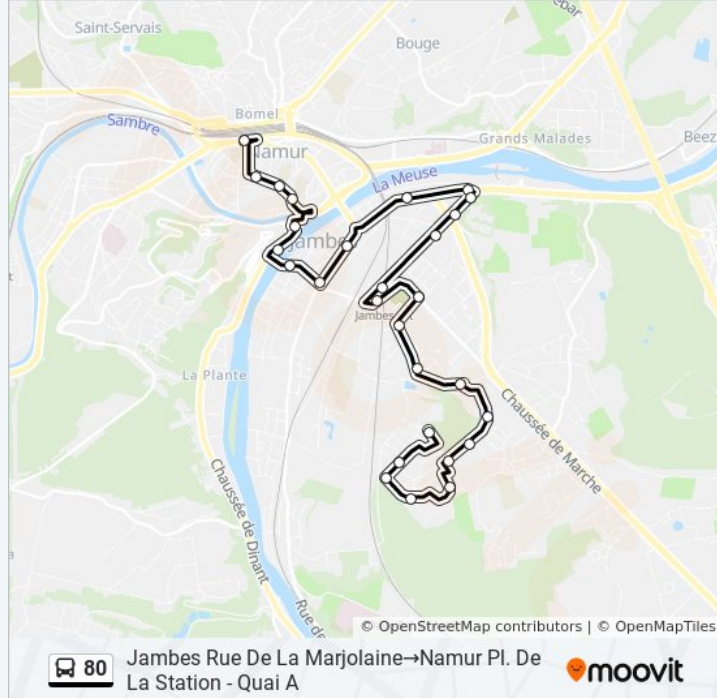 Saint-Servais
Bouge
Bomel
Sambre
Grands Malades
Beez
Namur
La Meuse
Jambe
Jambes
La Plante
Chaussée de Marche
Chaussée de Dinant
Rue de
© OpenStreetMap contributors | © OpenMapTiles
80
Jambes Rue De La Marjolaine→Namur Pl. De
La Station - Quai A
moovit